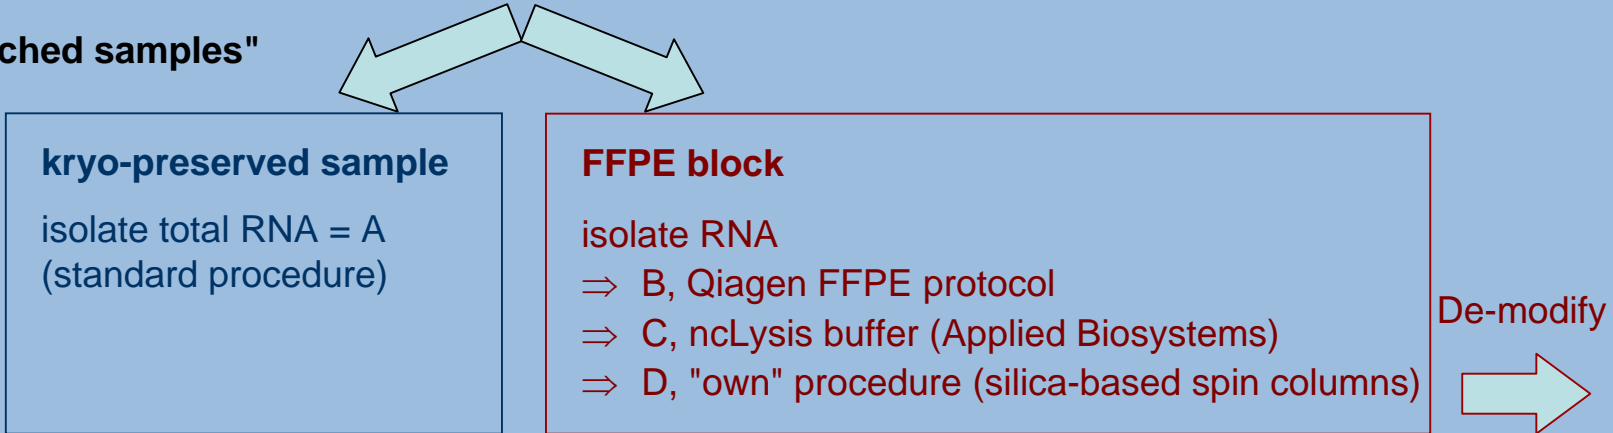 ched samples"
kryo-preserved sample
isolate total RNA = A
(standard procedure)
FFPE block
isolate RNA
⇒ B, Qiagen FFPE protocol
⇒ C, ncLysis buffer (Applied Biosystems)
⇒ D, "own" procedure (silica-based spin columns)
De-modify